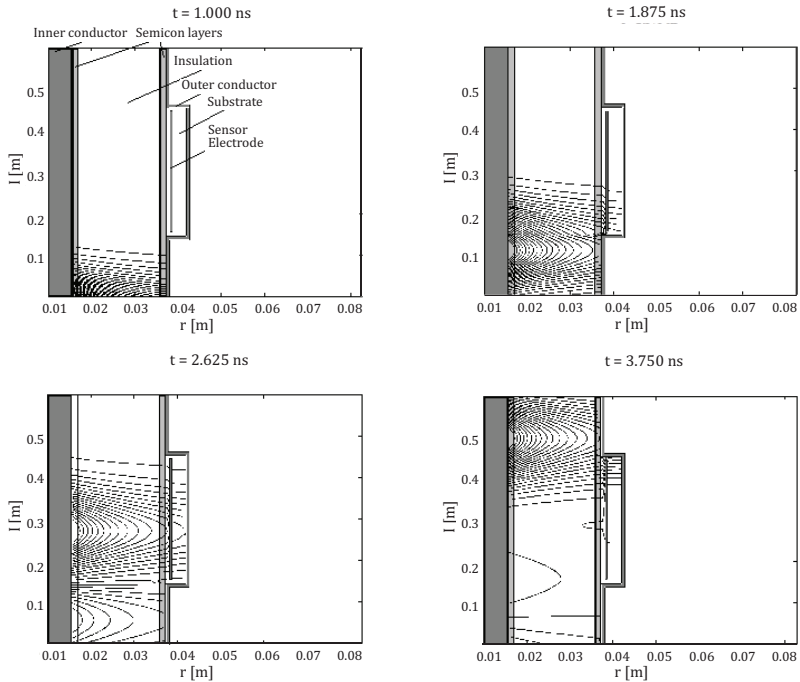 t = 1.000 ns
Inner conductor
Semicon layers
Insulation
Outer conductor
Substrate
Sensor
Electrode
0.5
0.4
0.3
0.2
0.1
l [m]
0.01 0.02 0.03 0.04 0.05 0.06 0.07 0.08
r [m]
t = 1.875 ns
0.5
0.4
0.3
0.2
0.1
l [m]
0.01 0.02 0.03 0.04 0.05 0.06 0.07 0.08
r [m]
t = 2.625 ns
0.5
0.4
0.3
0.2
0.1
l [m]
0.01 0.02 0.03 0.04 0.05 0.06 0.07 0.08
r [m]
t = 3.750 ns
0.5
0.4
0.3
0.2
0.1
l [m]
0.01 0.02 0.03 0.04 0.05 0.06 0.07 0.08
r [m]